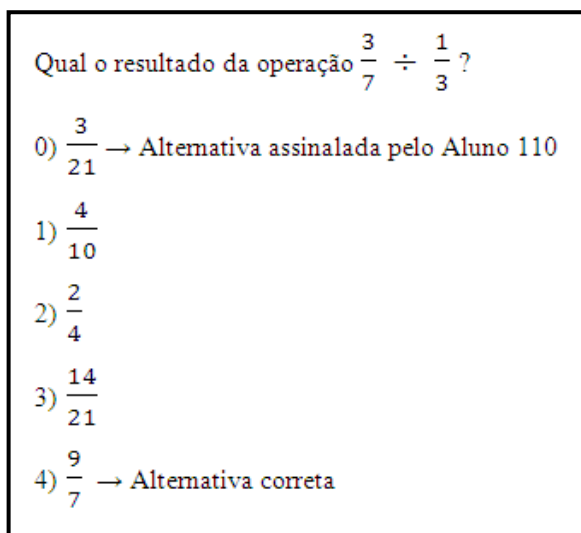 Qual o resultado da operação 3/7 ÷ 1/3 ?
0) 3/21 → Alternativa assinalada pelo Aluno 110
1) 4/10
2) 2/4
3) 14/21
4) 9/7 → Alternativa correta